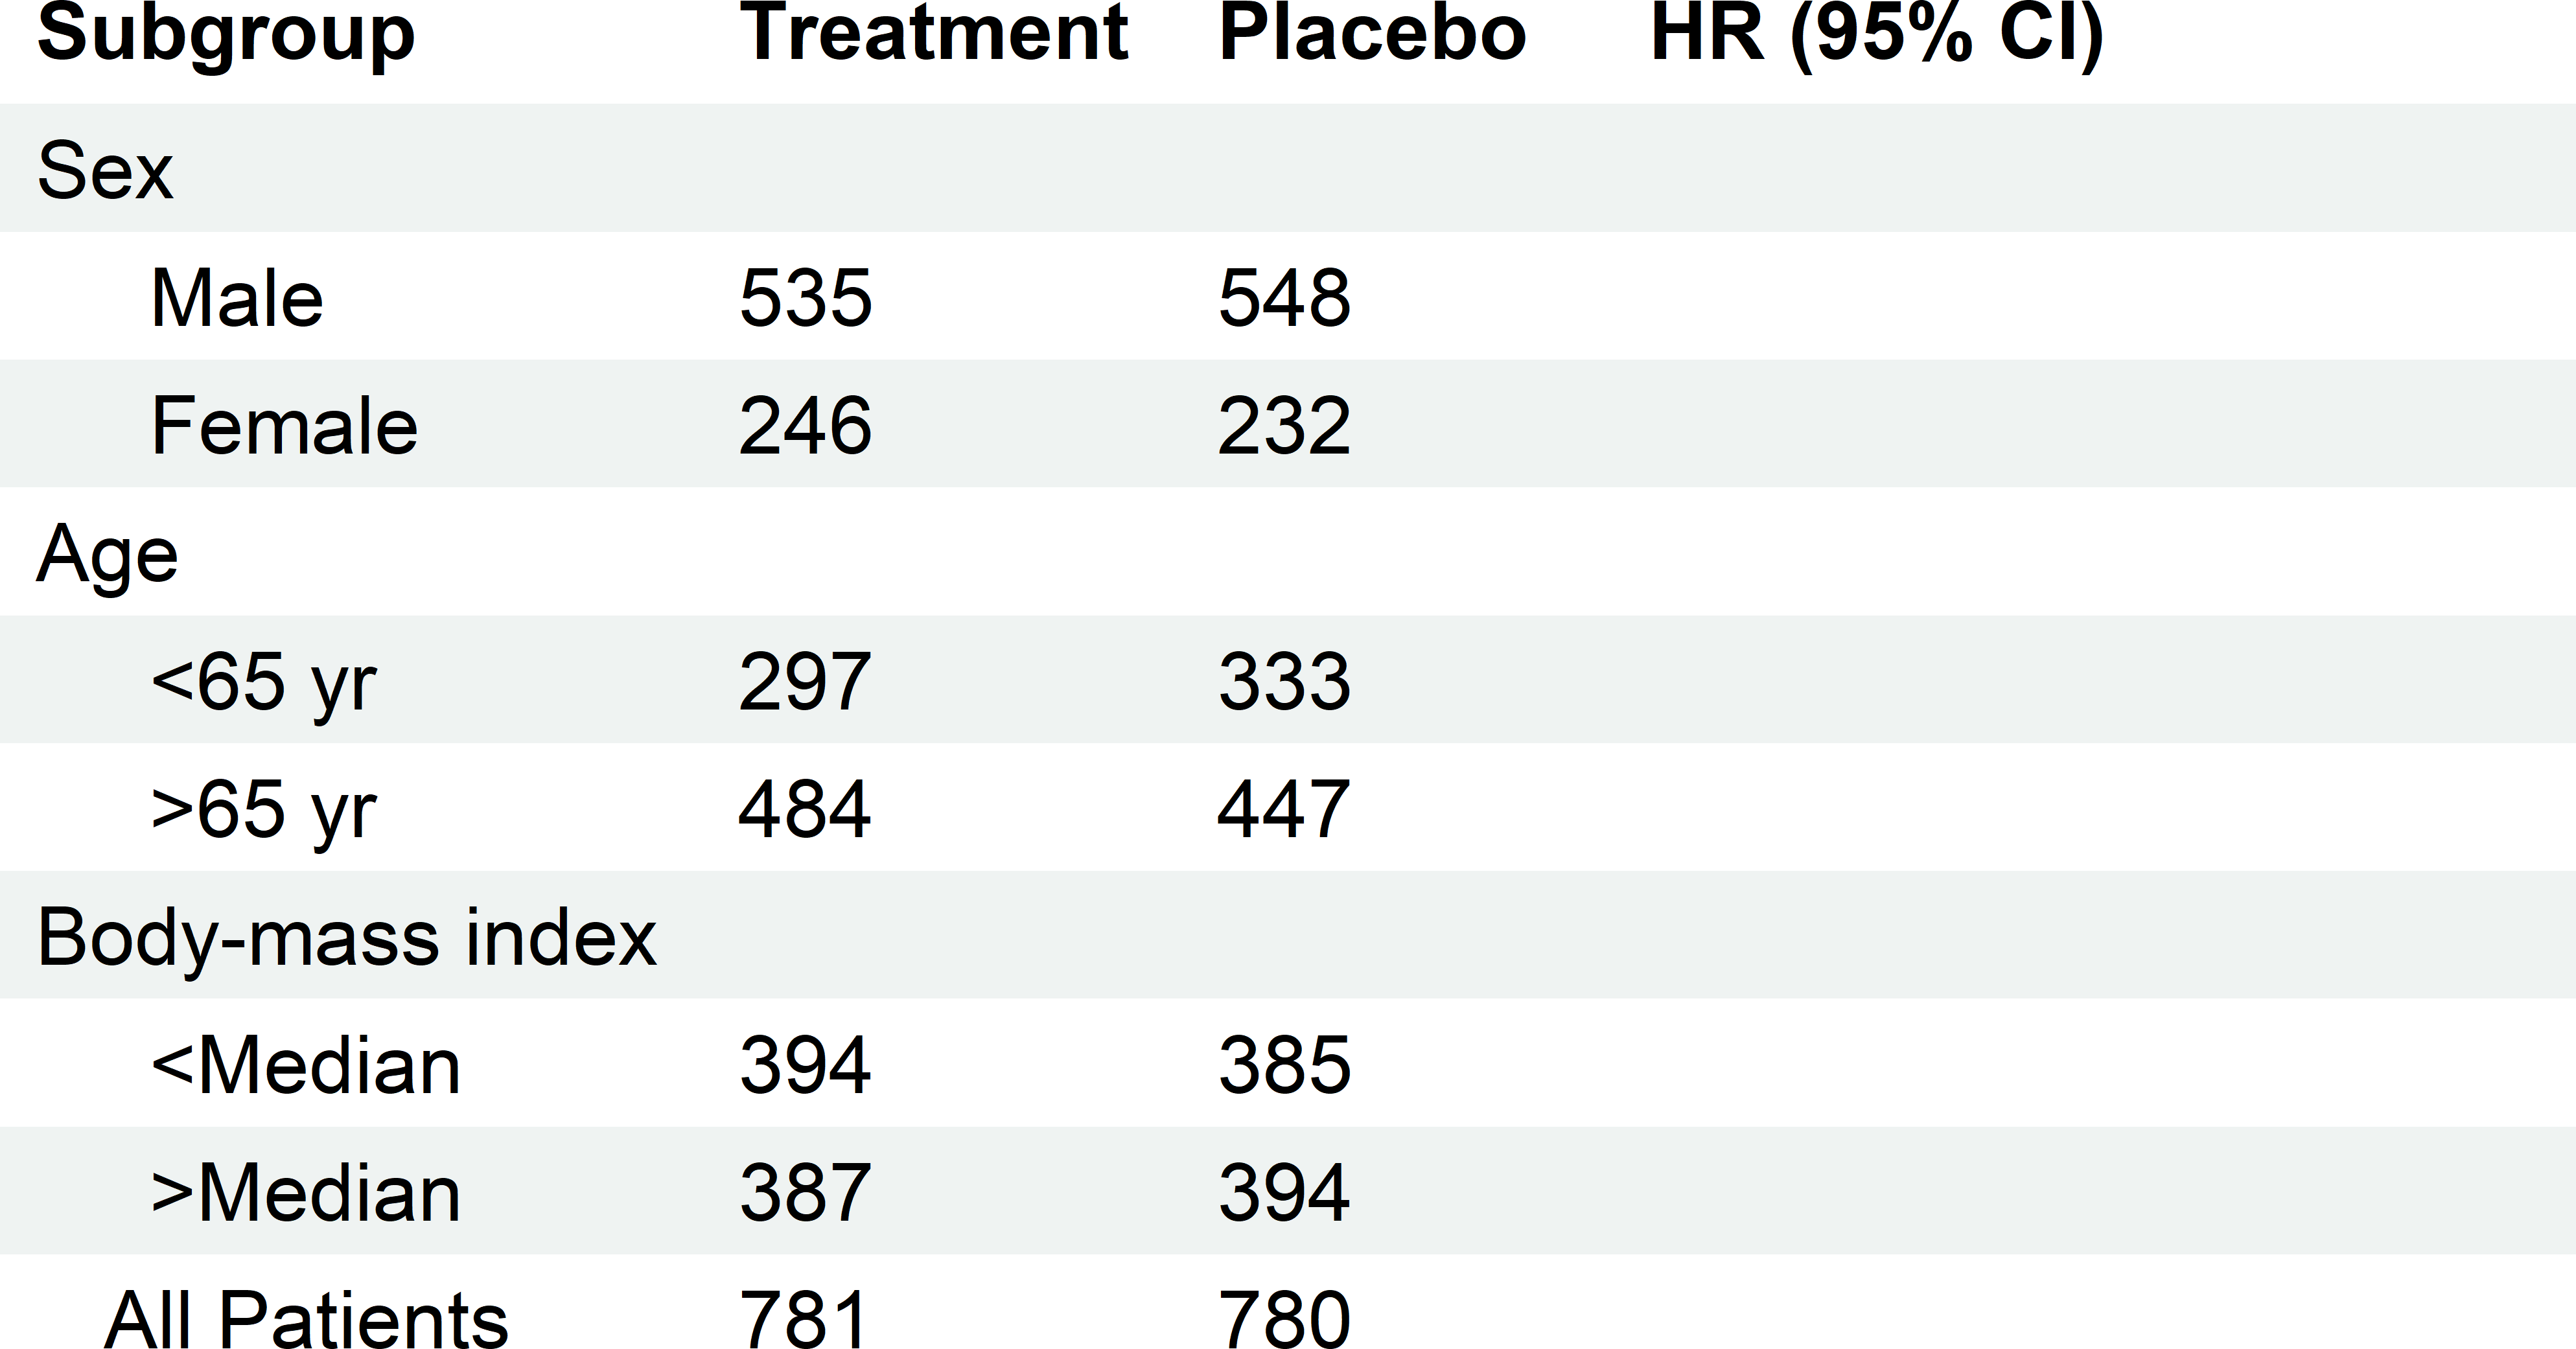 Subgroup Treatment Placebo HR (95% CI)
Sex
Male 535 548
Female 246 232
Age
<65 yr 297 333
>65 yr 484 447
Body-mass index
<Median 394 385
>Median 387 394
All Patients 781 780